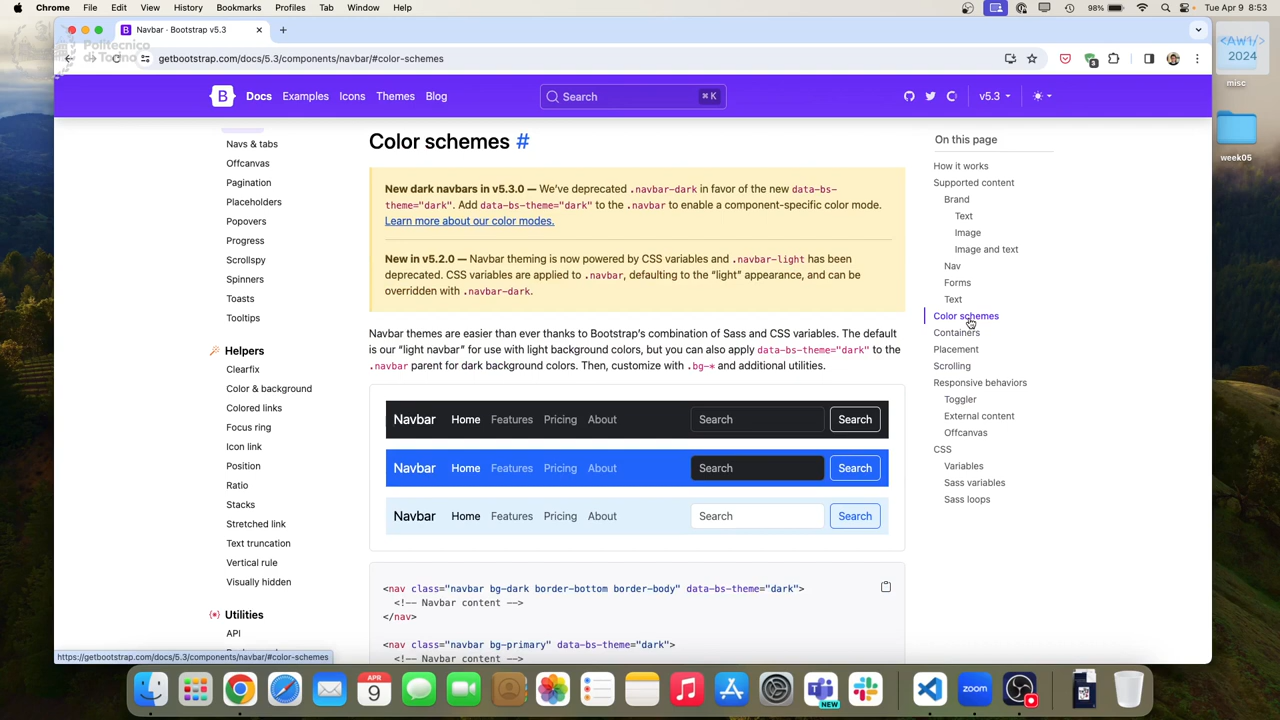 Chrome File Edit View History Bookmarks Profiles Tab Window Help 98% Tue Apr 9 8:53
Navbar · Bootstrap v5.3
Politecnico
di Torino
getbootstrap.com/docs/5.3/components/navbar/#color-schemes
3
<AW1/>
2024
misc
week05
B Docs Examples Icons Themes Blog Search ⌘ K v5.3
Navs & tabs
Offcanvas
Pagination
Placeholders
Popovers
Progress
Scrollspy
Spinners
Toasts
Tooltips
Helpers
Clearfix
Color & background
Colored links
Focus ring
Icon link
Position
Ratio
Stacks
Stretched link
Text truncation
Vertical rule
Visually hidden
Utilities
API
Color schemes #
New dark navbars in v5.3.0 — We've deprecated .navbar-dark in favor of the new data-bs-
theme="dark". Add data-bs-theme="dark" to the .navbar to enable a component-specific color mode.
Learn more about our color modes.
New in v5.2.0 — Navbar theming is now powered by CSS variables and .navbar-light has been
deprecated. CSS variables are applied to .navbar, defaulting to the “light” appearance, and can be
overridden with .navbar-dark.
Navbar themes are easier than ever thanks to Bootstrap's combination of Sass and CSS variables. The default
is our “light navbar” for use with light background colors, but you can also apply data-bs-theme="dark" to the
.navbar parent for dark background colors. Then, customize with .bg-* and additional utilities.
Navbar Home Features Pricing About Search Search
Navbar Home Features Pricing About Search Search
Navbar Home Features Pricing About Search Search
<nav class="navbar bg-dark border-bottom border-body" data-bs-theme="dark">
<!-- Navbar content -->
</nav>
<nav class="navbar bg-primary" data-bs-theme="dark">
<!-- Navbar content -->
On this page
How it works
Supported content
Brand
Text
Image
Image and text
Nav
Forms
Text
Color schemes
Containers
Placement
Scrolling
Responsive behaviors
Toggler
External content
Offcanvas
CSS
Variables
Sass variables
Sass loops
https://getbootstrap.com/docs/5.3/components/navbar/#color-schemes
APR
9
NEW
zoom